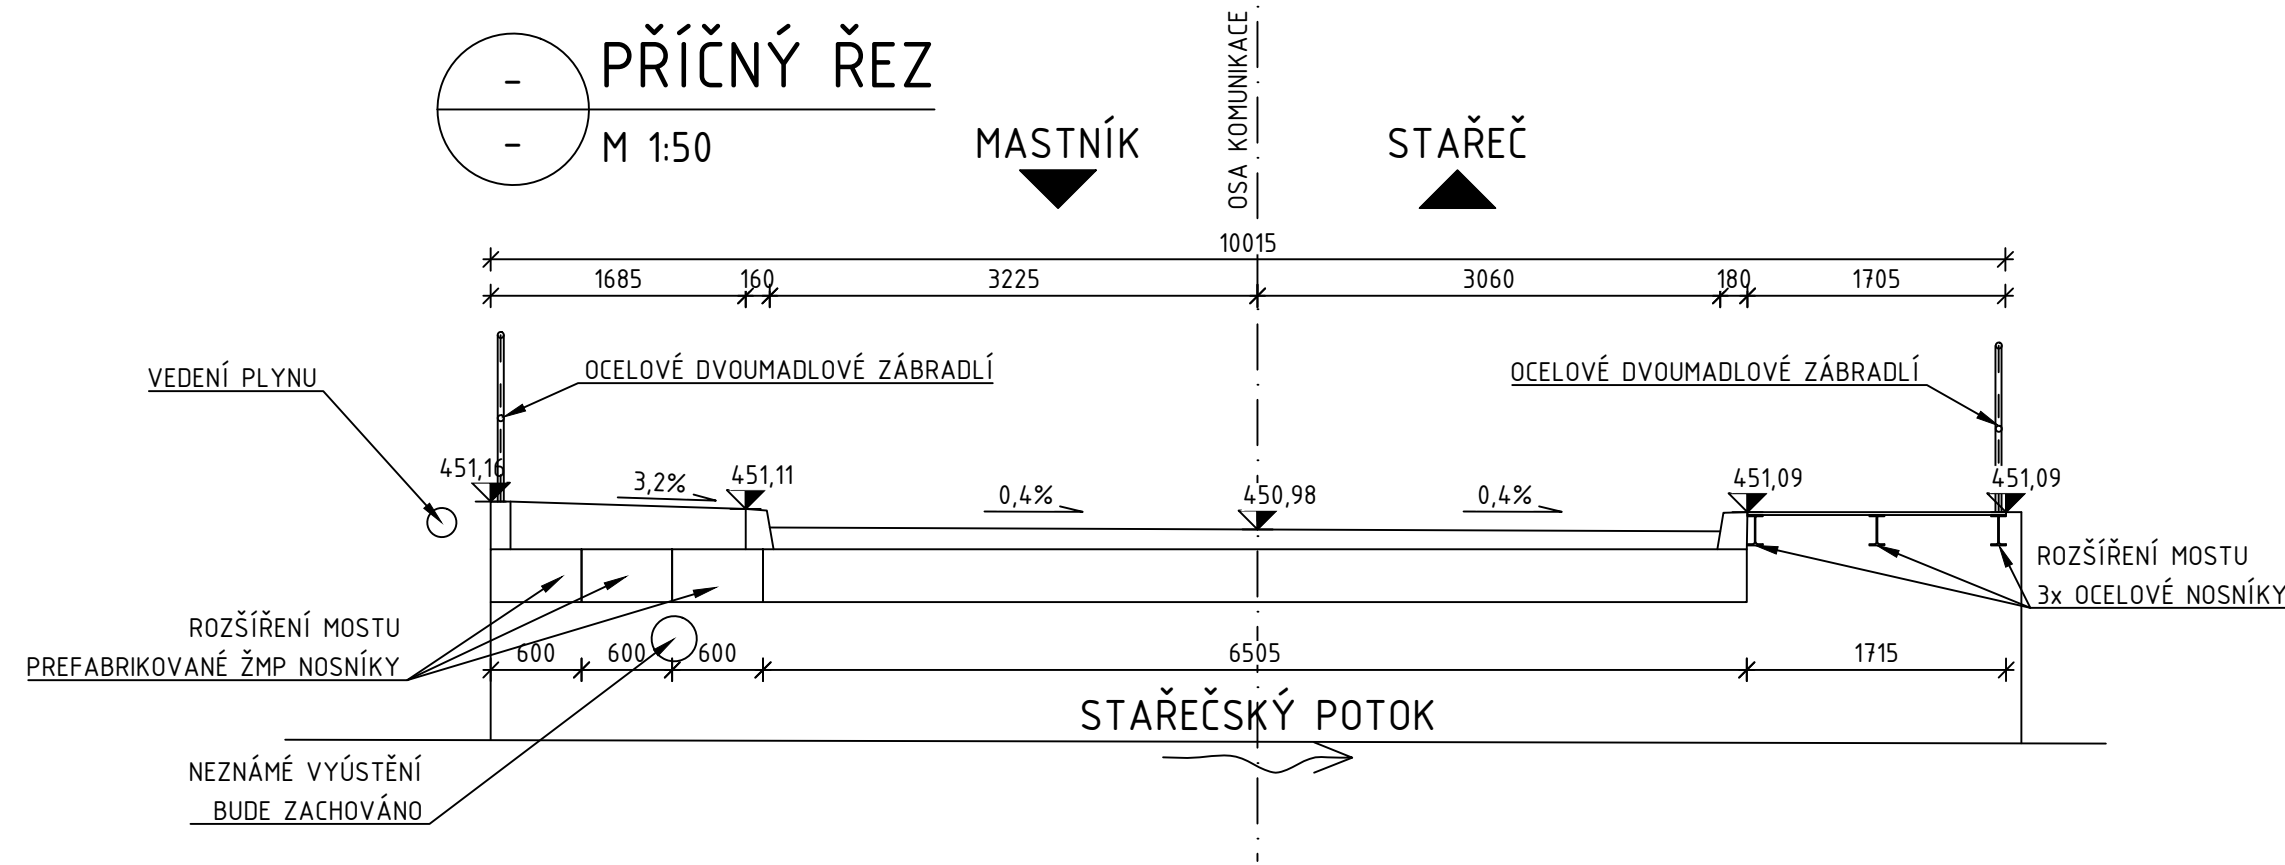 PŘÍČNÝ ŘEZ
-
-
M 1:50
OSA KOMUNIKACE
MASTNÍK
STAŘEČ
10015
1685
160
3225
3060
180
1705
VEDENÍ PLYNU
OCELOVÉ DVOUMADLOVÉ ZÁBRADLÍ
OCELOVÉ DVOUMADLOVÉ ZÁBRADLÍ
451,16
3,2%
451,11
0,4%
450,98
0,4%
451,09
451,09
ROZŠÍŘENÍ MOSTU
3x OCELOVÉ NOSNÍKY
ROZŠÍŘENÍ MOSTU
PREFABRIKOVANÉ ŽMP NOSNÍKY
600
600
600
6505
1715
STAŘEČSKÝ POTOK
NEZNÁMÉ VYÚSTĚNÍ
BUDE ZACHOVÁNO